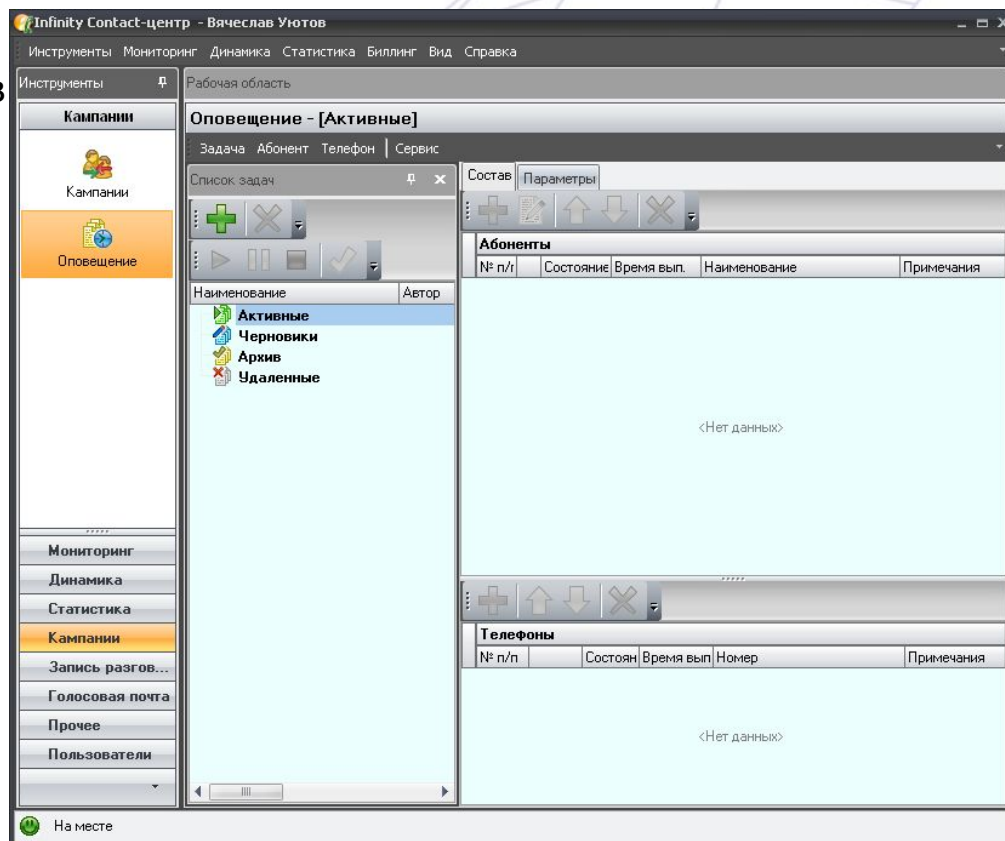 Infinity Contact-центр - Вячеслав Уютов
Инструменты Мониторинг Динамика Статистика Биллинг Вид Справка
в
Инструменты
Рабочая область
Кампании
Кампании
Оповещение
Оповещение - [Активные]
Задача Абонент Телефон Сервис
Список задач
Наименование Автор
Активные
Черновики
Архив
Удаленные
Состав Параметры
Абоненты
№ п/г Состояние Время вып. Наименование Примечания
<Нет данных>
Телефоны
№ п/п Состоян Время вып Номер Примечания
<Нет данных>
Мониторинг
Динамика
Статистика
Кампании
Запись разгов...
Голосовая почта
Прочее
Пользователи
На месте